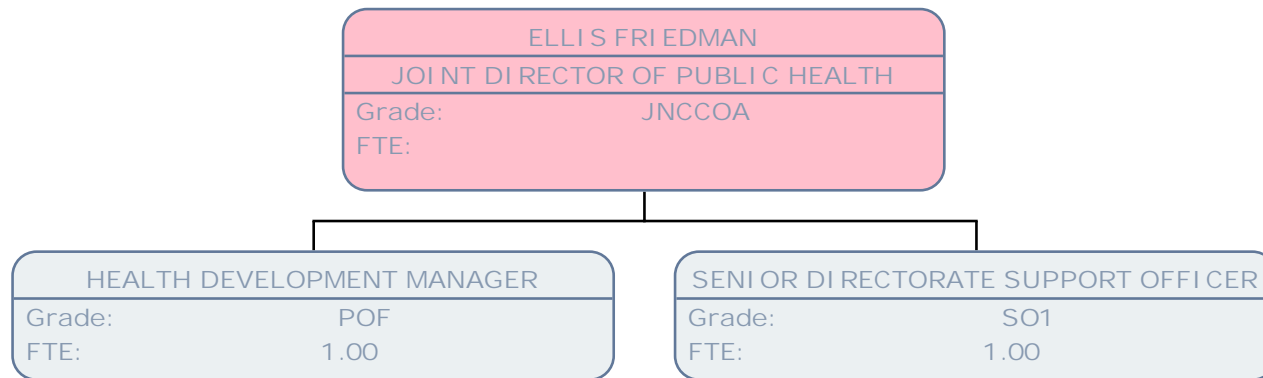 ELLIS FRIEDMAN
JOINT DIRECTOR OF PUBLIC HEALTH
Grade: JNCCOA
FTE:
HEALTH DEVELOPMENT MANAGER
Grade: POF
FTE: 1.00
SENIOR DIRECTORATE SUPPORT OFFICER
Grade: SO1
FTE: 1.00